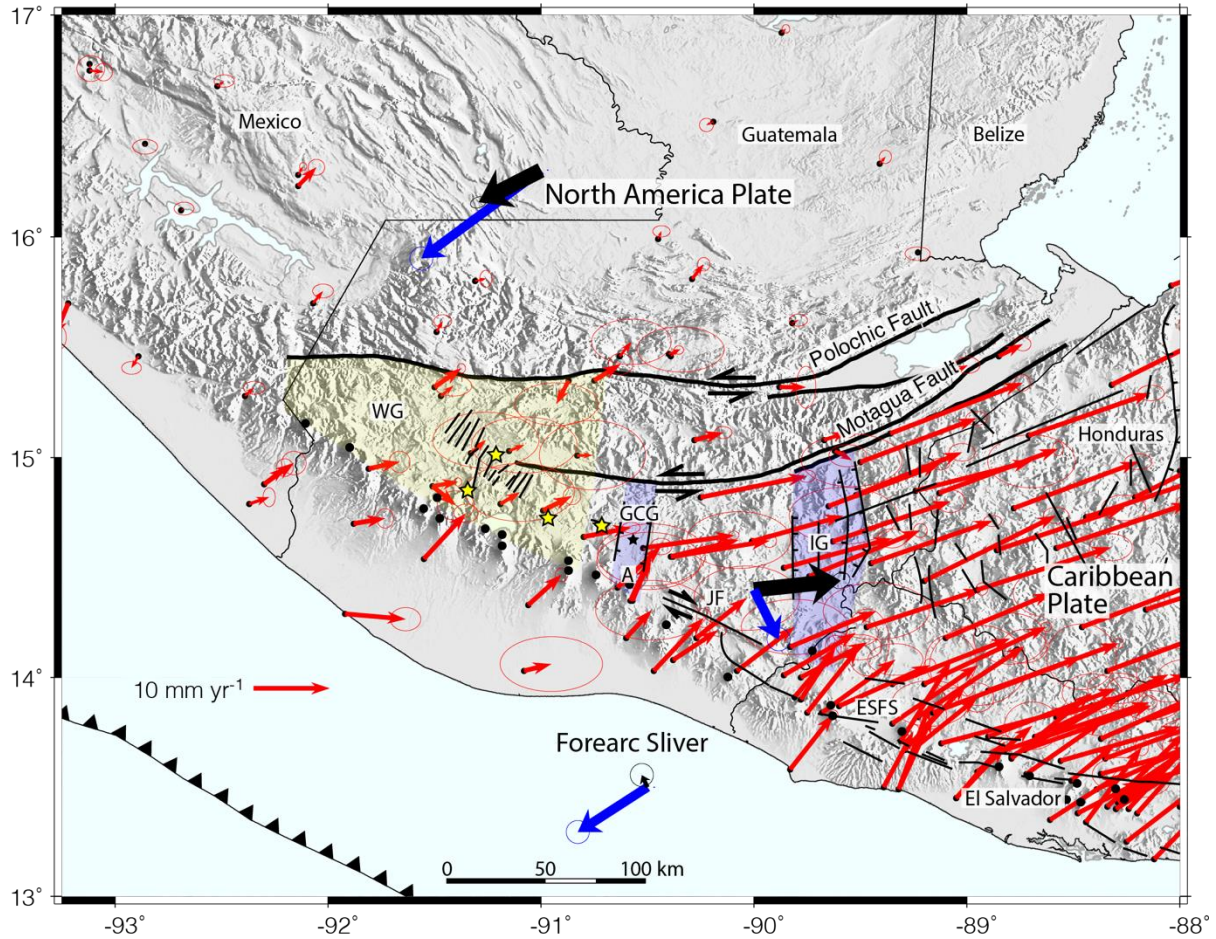 17˚
Mexico
Guatemala
Belize
North America Plate
16˚
Polochic Fault
Motagua Fault
WG
Honduras
15˚
GCG
IG
A
JF
Caribbean
Plate
14˚
10 mm yr-1
ESFS
Forearc Sliver
El Salvador
0 50 100 km
13˚
-93˚ -92˚ -91˚ -90˚ -89˚ -88˚